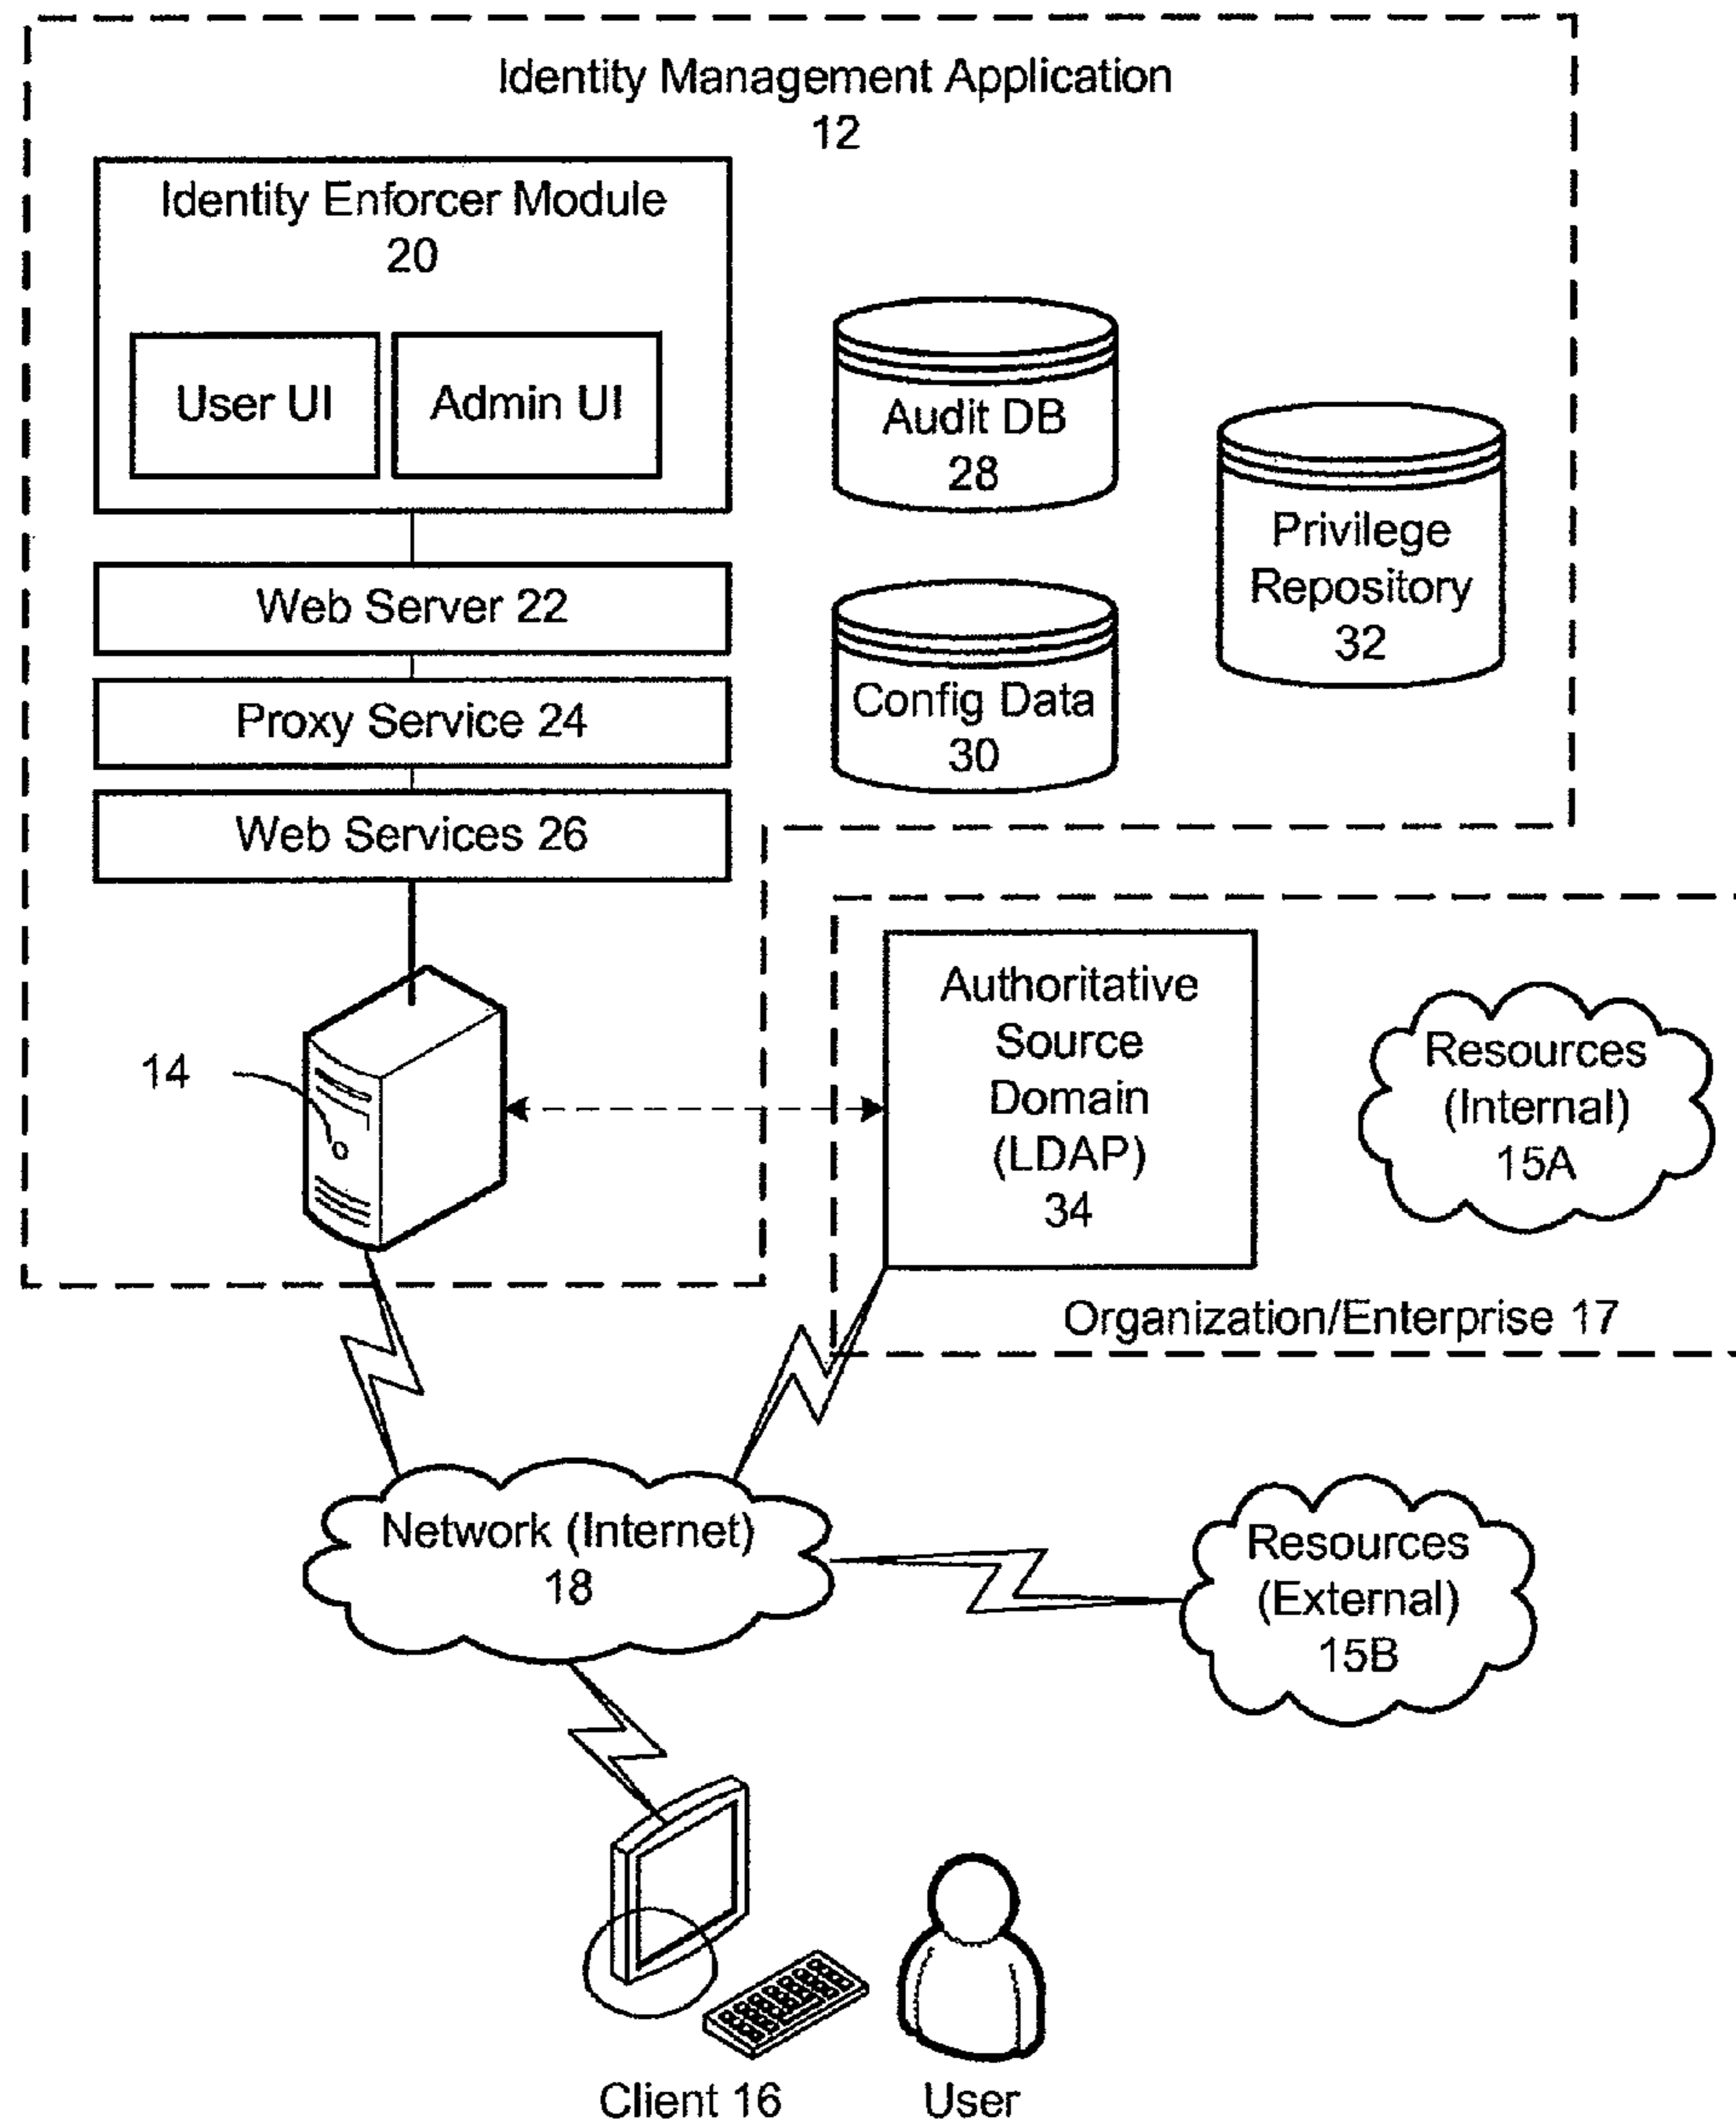 Identity Management Application
12
Identity Enforcer Module
20
User UI
Admin UI
Audit DB
28
Privilege
Repository
32
Web Server 22
Config Data
30
Proxy Service 24
Web Services 26
14
Authoritative
Source
Domain
(LDAP)
34
Resources
(Internal)
15A
Organization/Enterprise 17
Network (Internet)
18
Resources
(External)
15B
Client 16
User